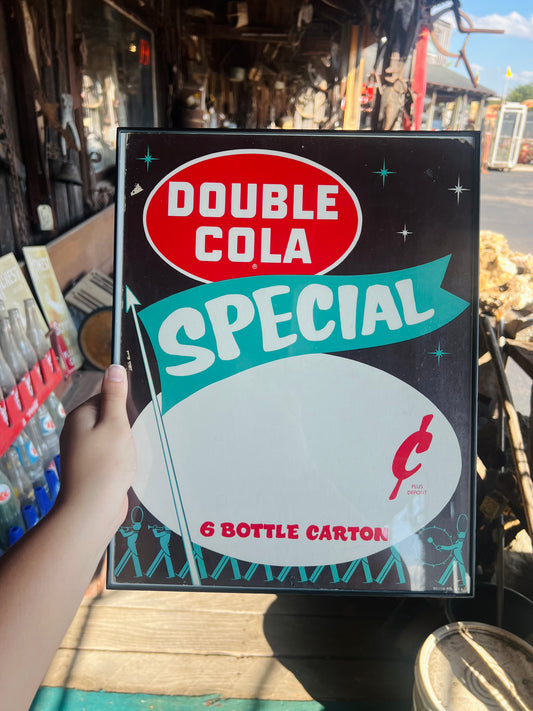 DOUBLE
COLA
®
SPECIAL
¢
PLUS
DEPOSIT
6 BOTTLE CARTON